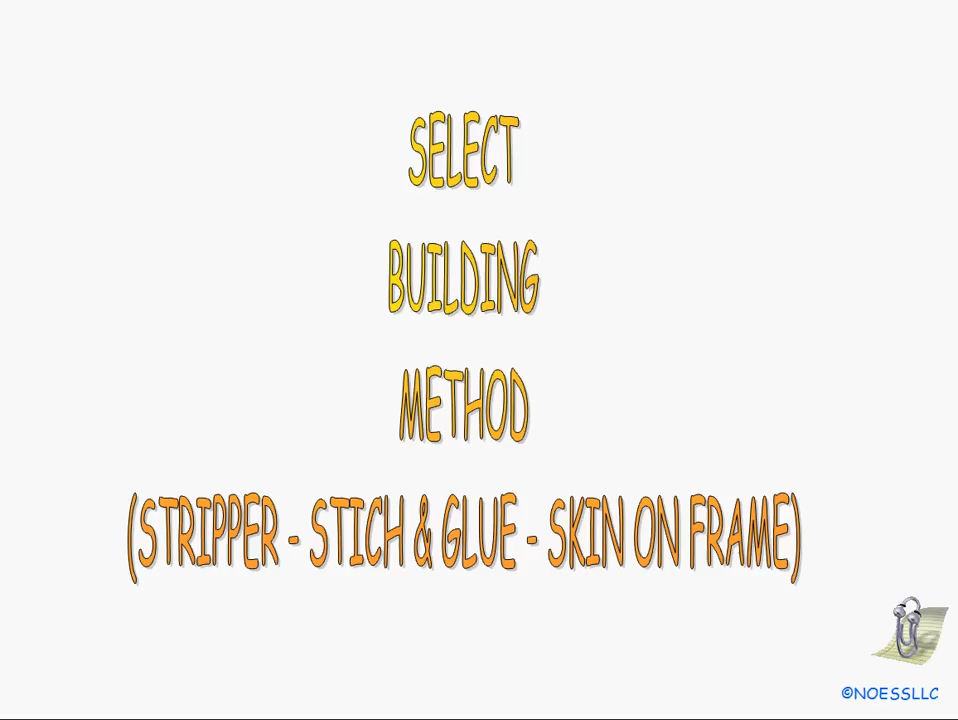 SELECT
BUILDING
METHOD
(STRIPPER - STICH & GLUE - SKIN ON FRAME)
©NOESSLLC